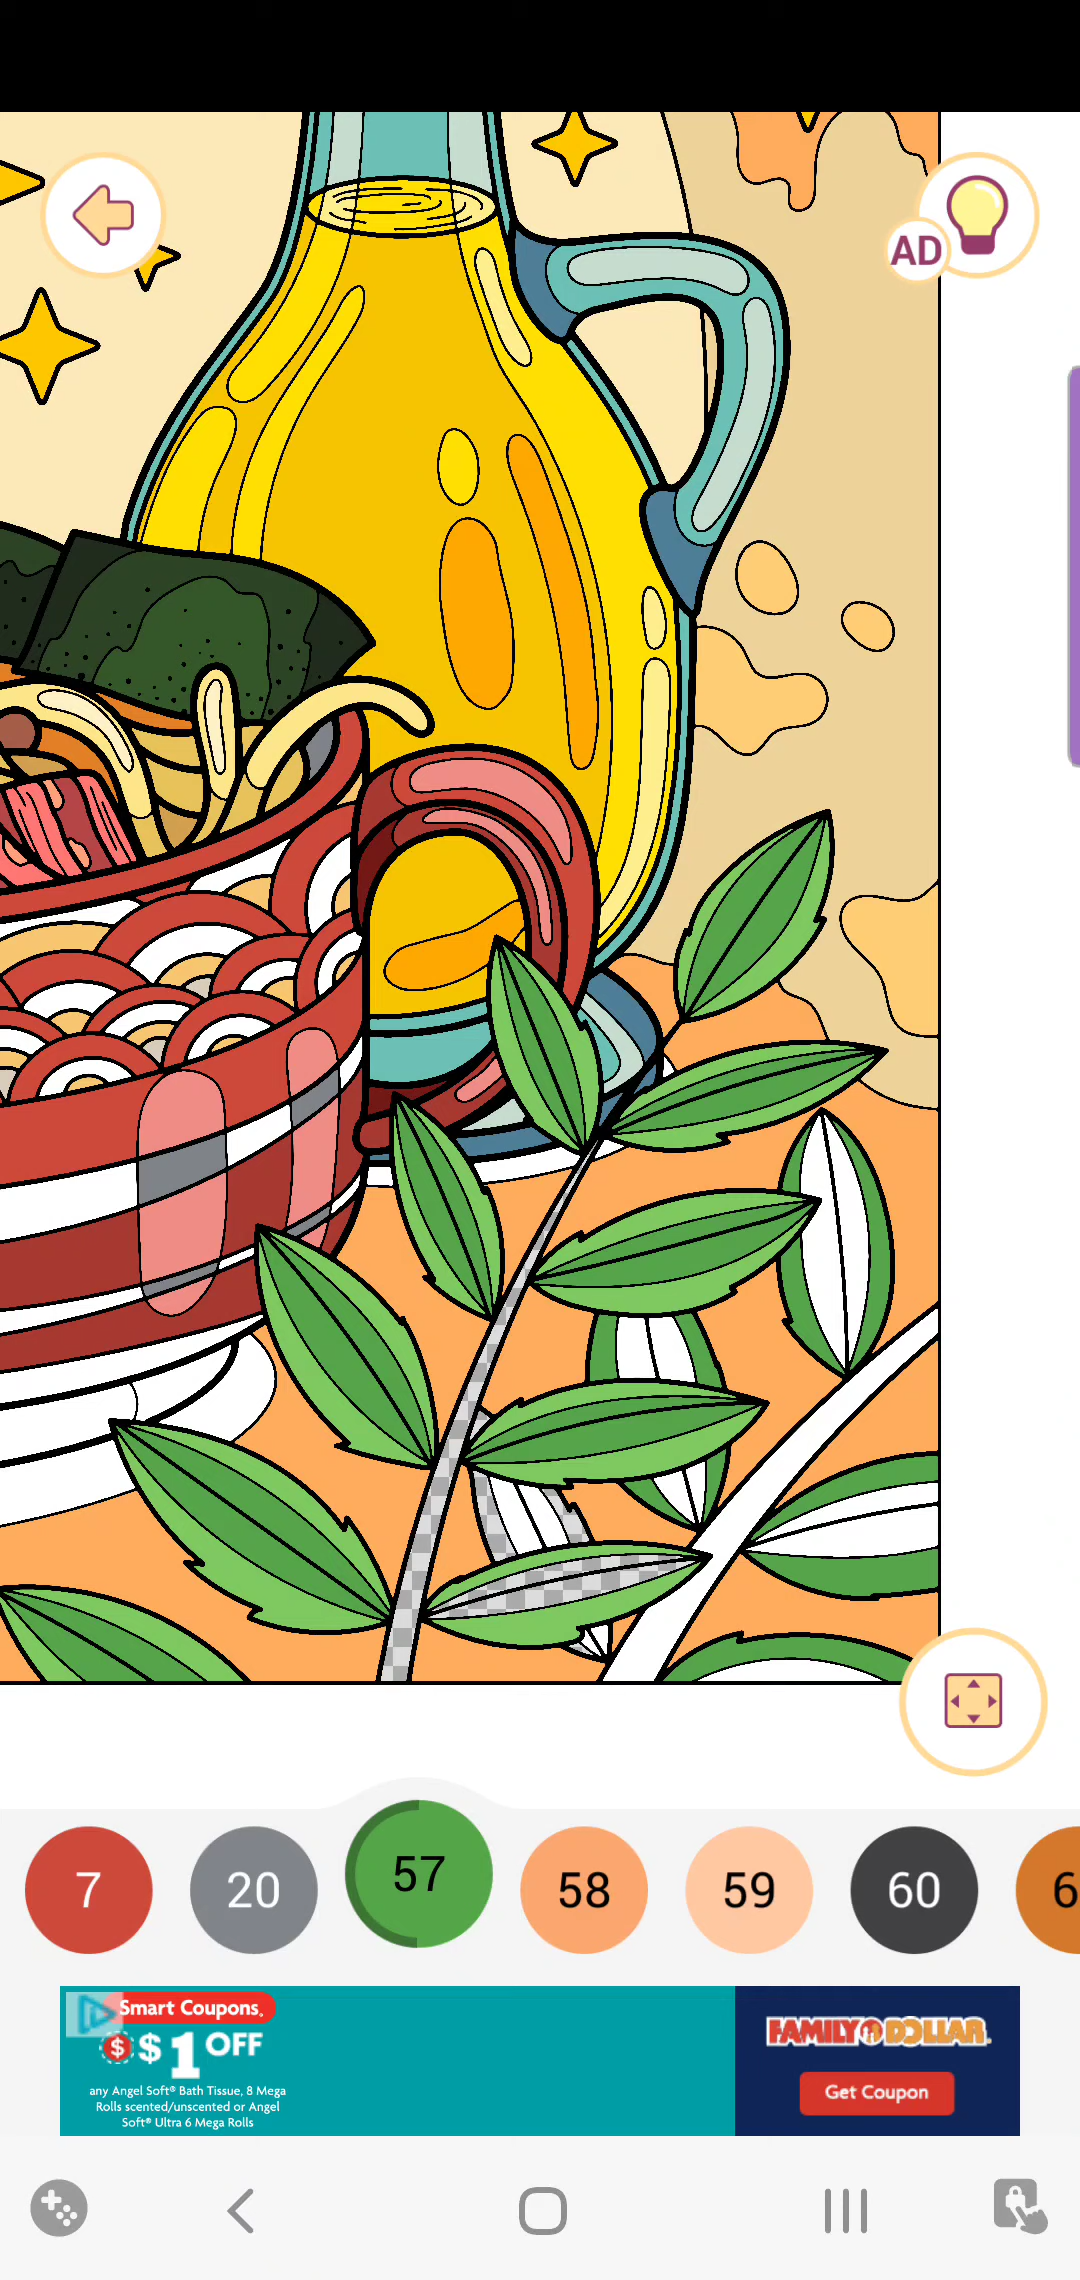 AD
7
20
57
58
59
60
6
Smart Coupons.
$ $1 OFF
any Angel Soft® Bath Tissue, 8 Mega
Rolls scented/unscented or Angel
Soft® Ultra 6 Mega Rolls
FAMILY DOLLAR
Get Coupon